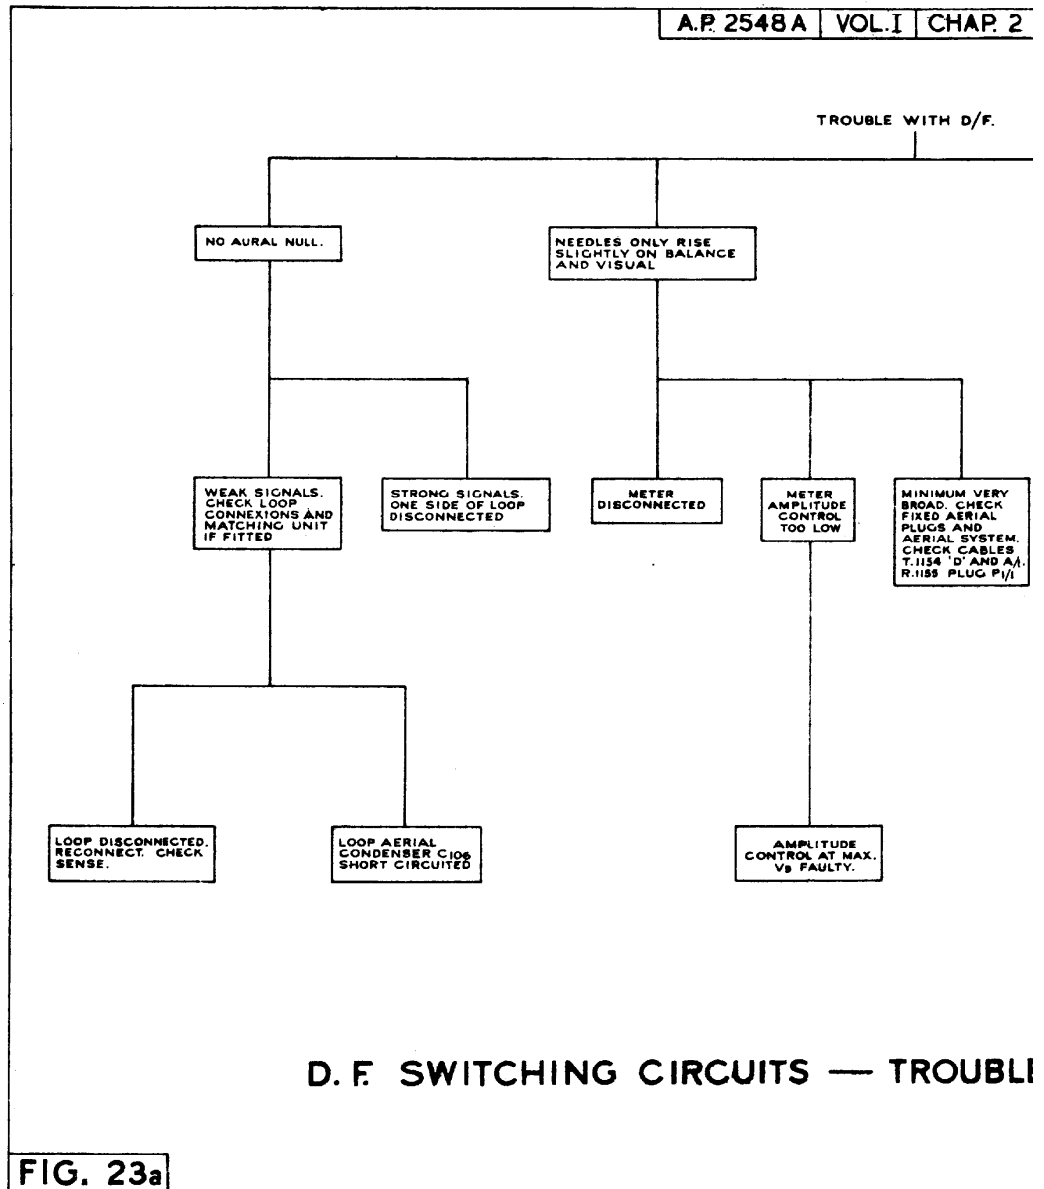 A.P. 2548A VOL.I CHAP. 2
TROUBLE WITH D/F.
NO AURAL NULL.
NEEDLES ONLY RISE
SLIGHTLY ON BALANCE
AND VISUAL
WEAK SIGNALS.
CHECK LOOP
CONNEXIONS AND
MATCHING UNIT
IF FITTED
STRONG SIGNALS.
ONE SIDE OF LOOP
DISCONNECTED
METER
DISCONNECTED
METER
AMPLITUDE
CONTROL
TOO LOW
MINIMUM VERY
BROAD. CHECK
FIXED AERIAL
PLUGS AND
AERIAL SYSTEM.
CHECK CABLES
T.1154 'D' AND A/I.
R.1155 PLUG P1/1
LOOP DISCONNECTED.
RECONNECT. CHECK
SENSE.
LOOP AERIAL
CONDENSER C106
SHORT CIRCUITED
AMPLITUDE
CONTROL AT MAX.
V9 FAULTY.
D.F. SWITCHING CIRCUITS — TROUBLE
FIG. 23a